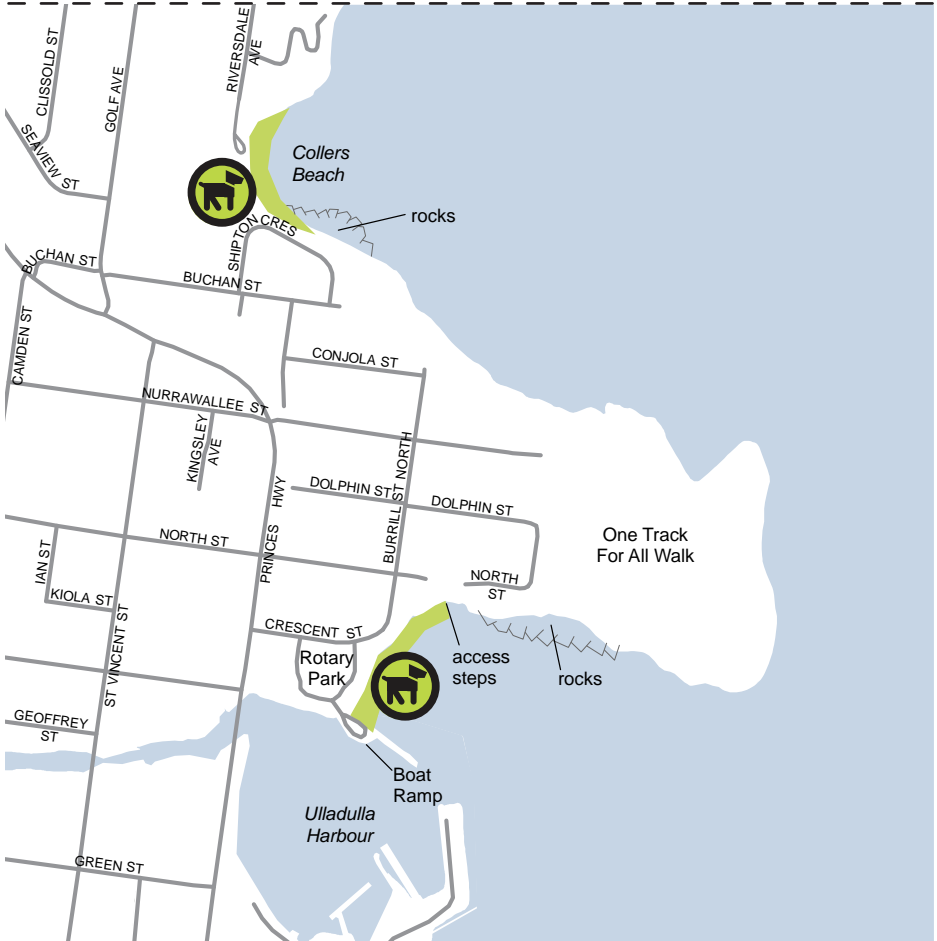 CLISSOLD ST
GOLF AVE
RIVERSDALE
AVE
SEAVIEW ST
Collers
Beach
rocks
SHIPTON CRES
BUCHAN ST
BUCHAN ST
CAMDEN ST
CONJOLA ST
NURRAWALLEE ST
KINGSLEY
AVE
PRINCES HWY
BURRILL ST NORTH
DOLPHIN ST
DOLPHIN ST
One Track
For All Walk
NORTH ST
IAN ST
NORTH
ST
KIOLA ST
ST VINCENT ST
CRESCENT ST
Rotary
Park
access
steps
rocks
GEOFFREY
ST
Boat
Ramp
Ulladulla
Harbour
GREEN ST